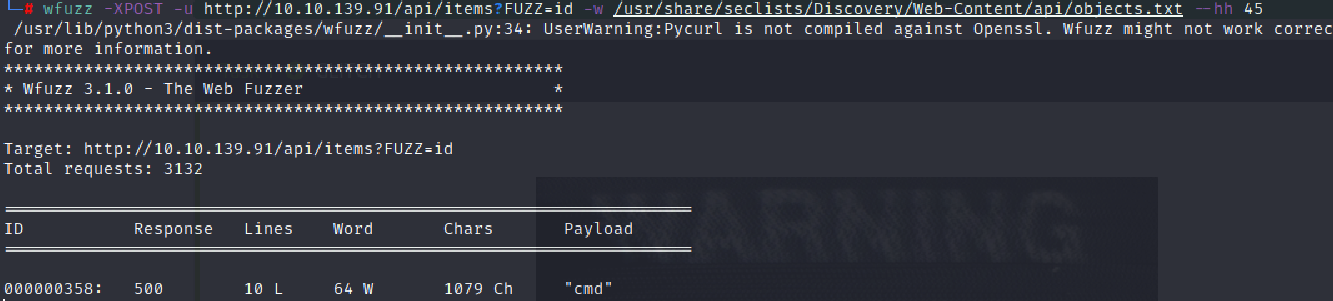 └─# wfuzz -XPOST -u http://10.10.139.91/api/items?FUZZ=id -w /usr/share/seclists/Discovery/Web-Content/api/objects.txt --hh 45
/usr/lib/python3/dist-packages/wfuzz/__init__.py:34: UserWarning:Pycurl is not compiled against Openssl. Wfuzz might not work correc
for more information.
********************************************************
* Wfuzz 3.1.0 - The Web Fuzzer                         *
********************************************************
Target: http://10.10.139.91/api/items?FUZZ=id
Total requests: 3132
=====================================================================
ID           Response   Lines    Word       Chars       Payload
=====================================================================
000000358:   500        10 L     64 W       1079 Ch     "cmd"
WARNING